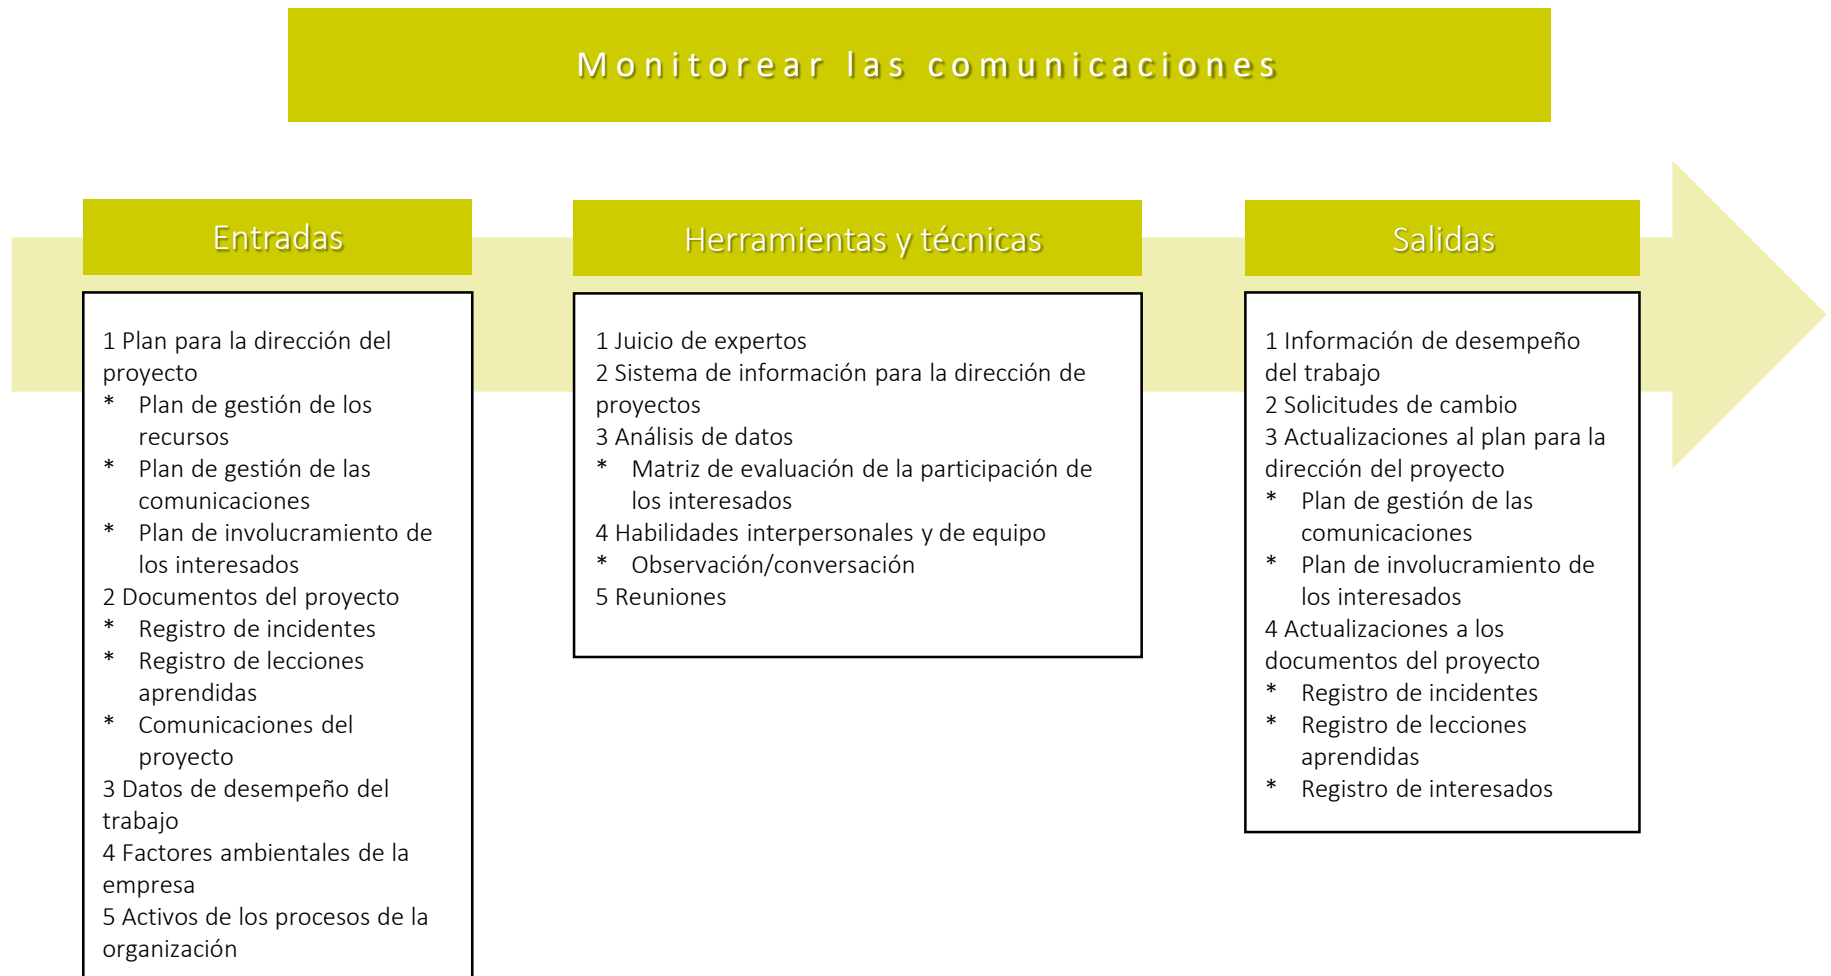 Monitorear las comunicaciones
Entradas
1 Plan para la dirección del
proyecto
* Plan de gestión de los
recursos
* Plan de gestión de las
comunicaciones
* Plan de involucramiento de
los interesados
2 Documentos del proyecto
* Registro de incidentes
* Registro de lecciones
aprendidas
* Comunicaciones del
proyecto
3 Datos de desempeño del
trabajo
4 Factores ambientales de la
empresa
5 Activos de los procesos de la
organización
Herramientas y técnicas
1 Juicio de expertos
2 Sistema de información para la dirección de
proyectos
3 Análisis de datos
* Matriz de evaluación de la participación de
los interesados
4 Habilidades interpersonales y de equipo
* Observación/conversación
5 Reuniones
Salidas
1 Información de desempeño
del trabajo
2 Solicitudes de cambio
3 Actualizaciones al plan para la
dirección del proyecto
* Plan de gestión de las
comunicaciones
* Plan de involucramiento de
los interesados
4 Actualizaciones a los
documentos del proyecto
* Registro de incidentes
* Registro de lecciones
aprendidas
* Registro de interesados